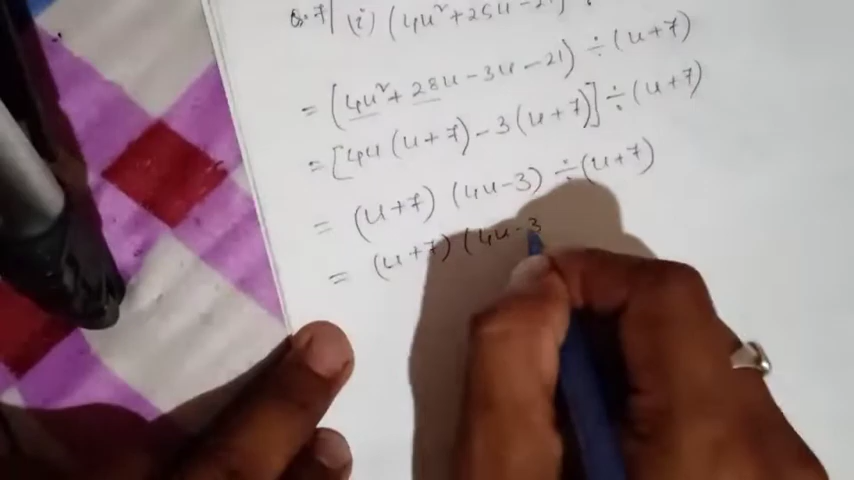 Q.7 (i) (4u²+25u-21) ÷
= (4u²+28u-3u-21) ÷ (u+7)
= [4u(u+7)-3(u+7)] ÷ (u+7)
= (u+7) (4u-3) ÷ (u+7)
= (u+7) (4u-3